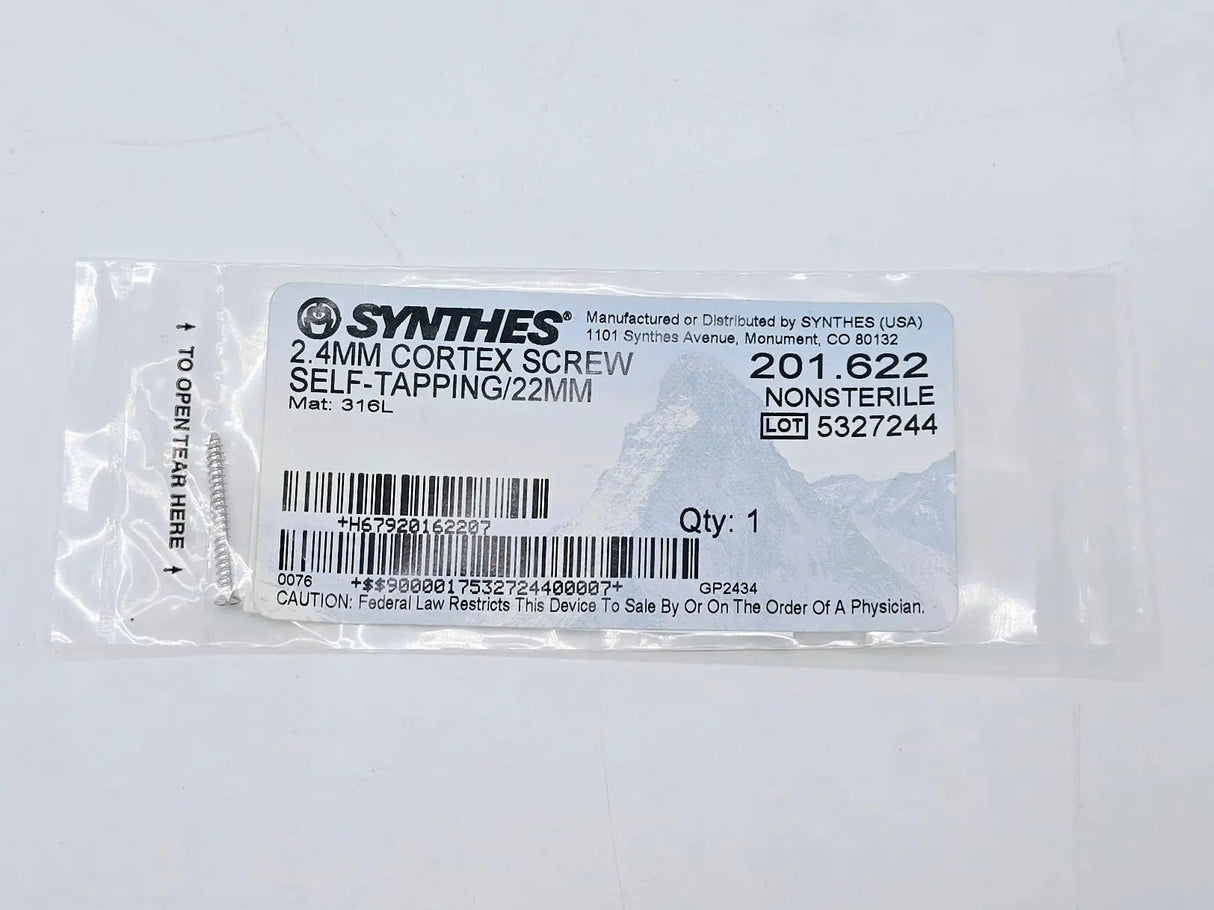 ↑ TO OPEN TEAR HERE ↑
SYNTHES®
Manufactured or Distributed by SYNTHES (USA)
1101 Synthes Avenue, Monument, CO 80132
2.4MM CORTEX SCREW
SELF-TAPPING/22MM
Mat: 316L
201.622
NONSTERILE
LOT 5327244
+H67920162207
Qty: 1
0076 +$$9000017532724400007+ GP2434
CAUTION: Federal Law Restricts This Device To Sale By Or On The Order Of A Physician.